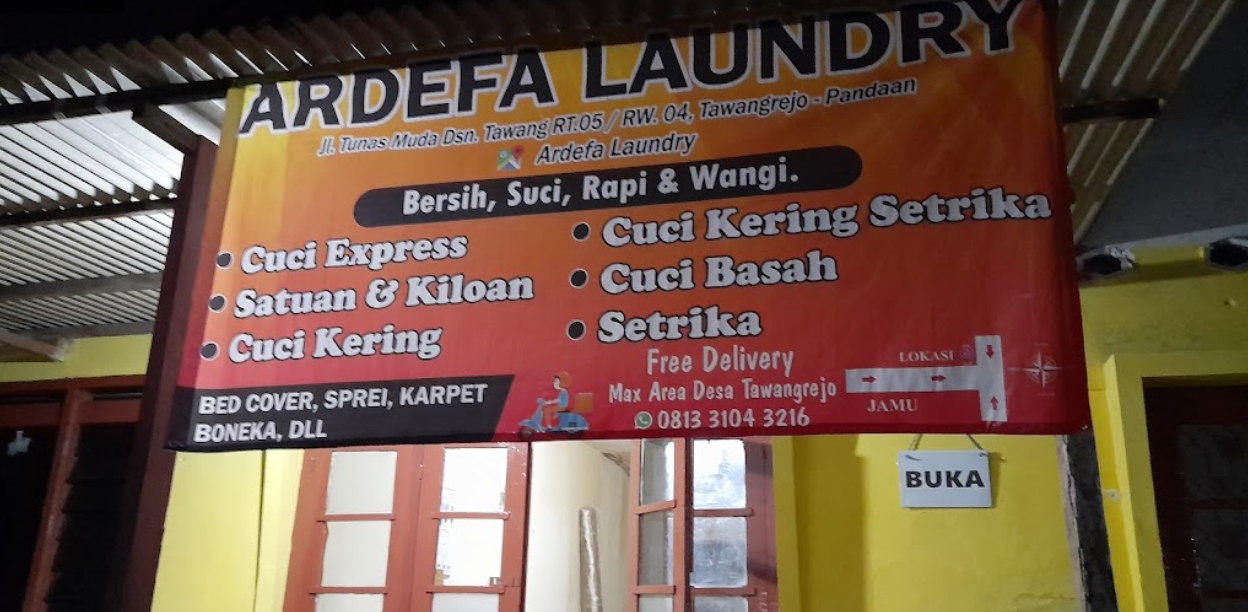 ARDEFA LAUNDRY
Jl. Tunas Muda Dsn. Tawang RT.05 / RW. 04, Tawangrejo - Pandaan
Ardefa Laundry
Bersih, Suci, Rapi & Wangi.
• Cuci Express
• Satuan & Kiloan
• Cuci Kering
• Cuci Kering Setrika
• Cuci Basah
• Setrika
BED COVER, SPREI, KARPET
BONEKA, DLL
Free Delivery
Max Area Desa Tawangrejo
0813 3104 3216
LOKASI
JAMU
BUKA